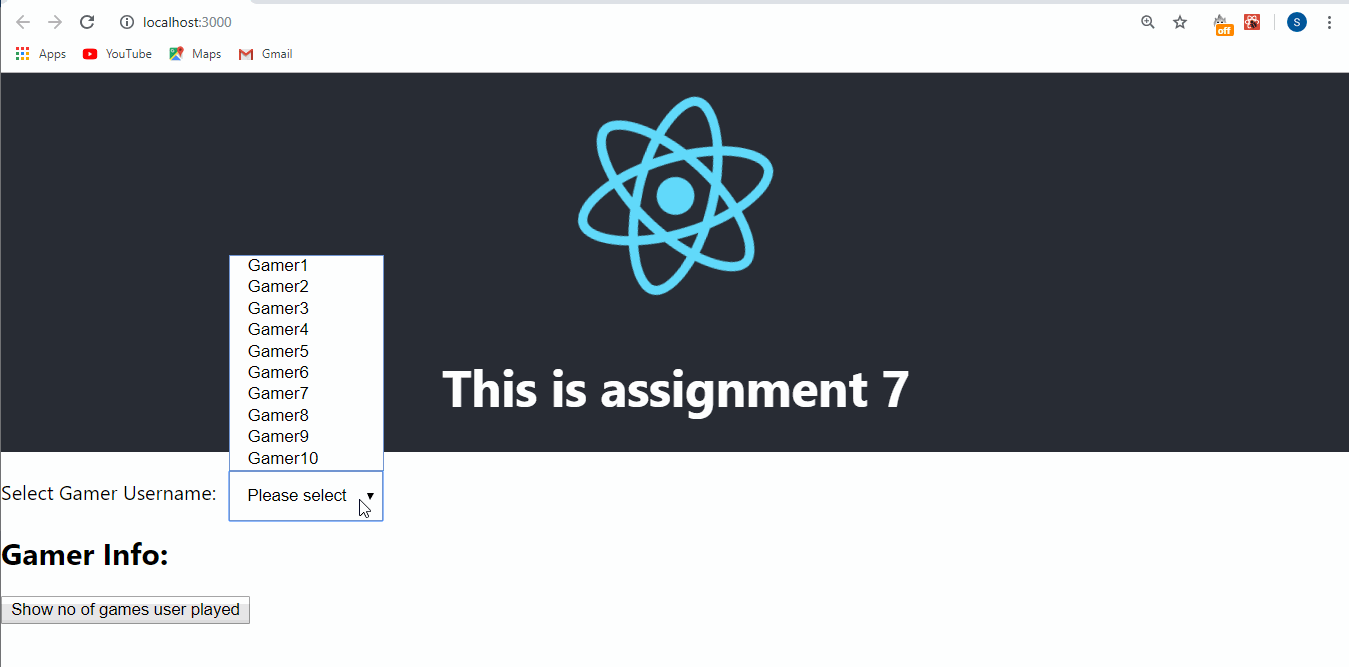 localhost:3000
off
S
Apps YouTube Maps Gmail
Gamer1
Gamer2
Gamer3
Gamer4
Gamer5
Gamer6
Gamer7
Gamer8
Gamer9
Gamer10
This is assignment 7
Select Gamer Username: Please select
Gamer Info:
Show no of games user played